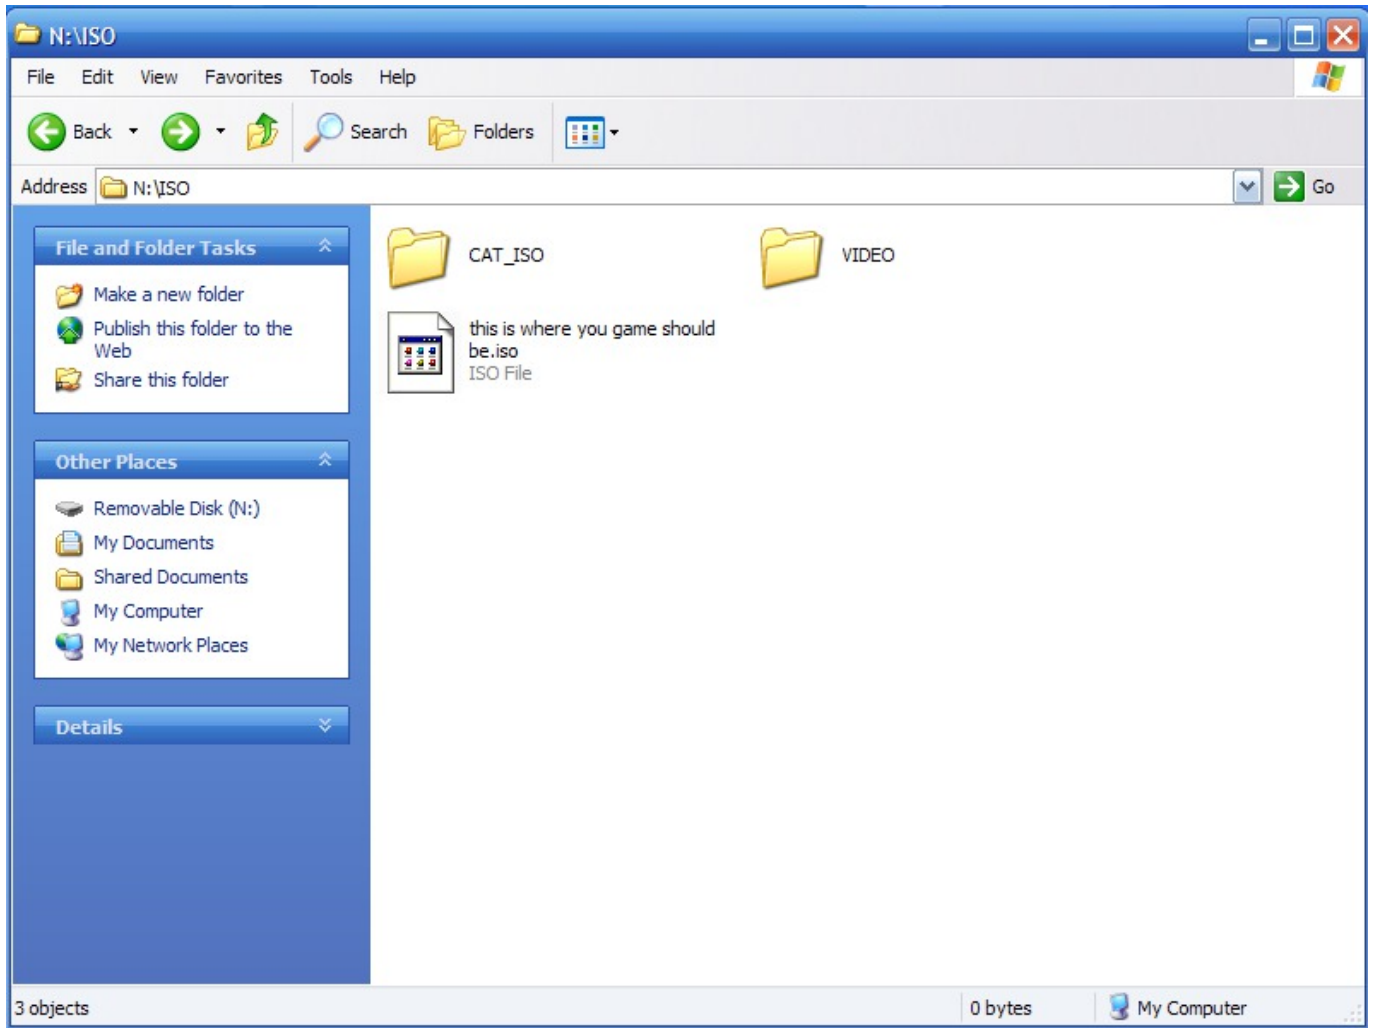 N:\ISO
File Edit View Favorites Tools Help
Back Search Folders
Address N:\ISO Go
File and Folder Tasks
Make a new folder
Publish this folder to the
Web
Share this folder
Other Places
Removable Disk (N:)
My Documents
Shared Documents
My Computer
My Network Places
Details
CAT_ISO
VIDEO
this is where you game should
be.iso
ISO File
3 objects
0 bytes
My Computer